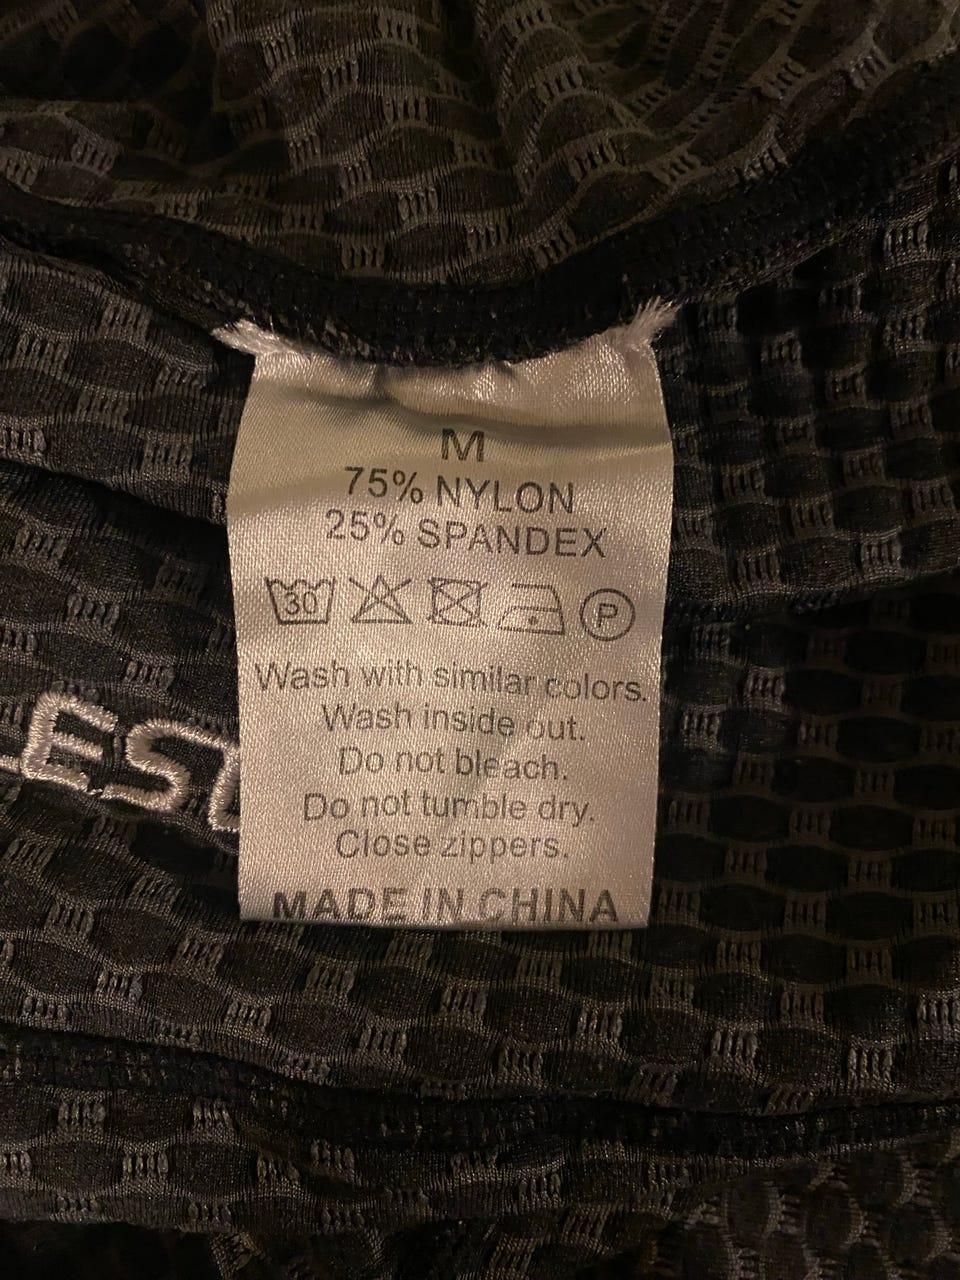 M
75% NYLON
25% SPANDEX
30 P
Wash with similar colors.
Wash inside out.
Do not bleach.
Do not tumble dry.
Close zippers.
MADE IN CHINA